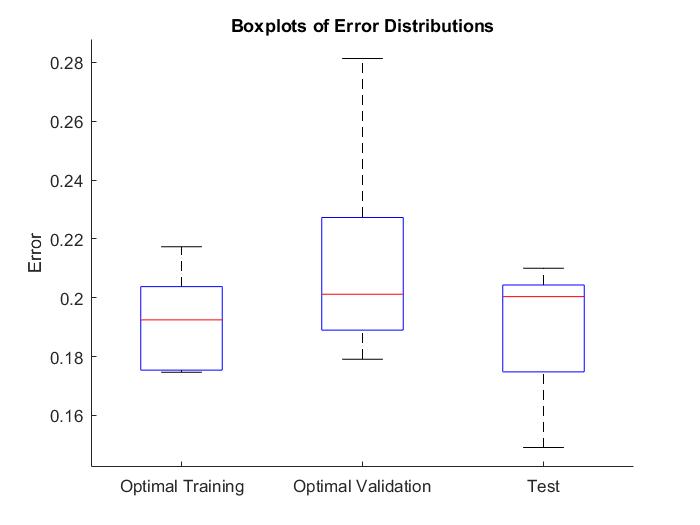 Boxplots of Error Distributions
0.28
0.26
0.24
0.22
0.2
0.18
0.16
Error
Optimal Training
Optimal Validation
Test